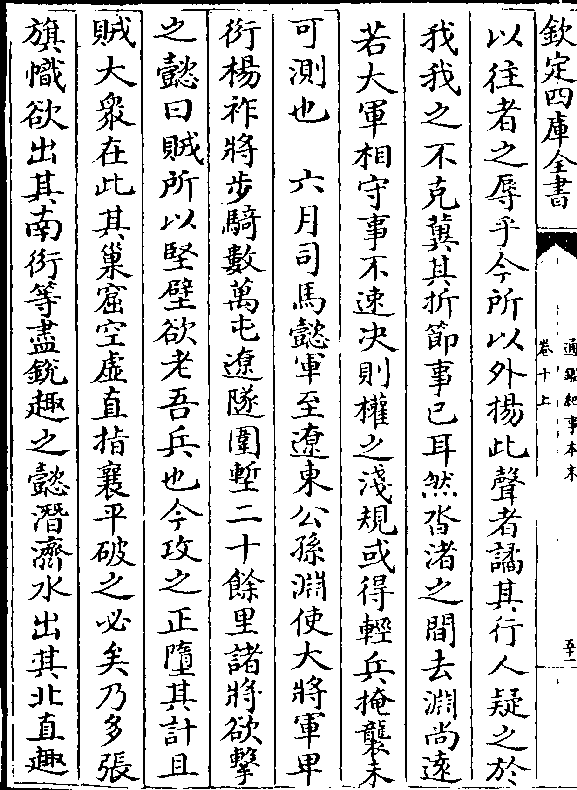 欽定四庫全書
通鑑紀事本末
卷十上
至二
以往者之辱乎今所以外揚此聲者譎其行人疑之於
我我之不克冀其折節事已耳然沓渚之間去淵尚遠
若大軍相守事不速决則權之淺規或得輕兵掩襲未
可測也　六月司馬懿軍至遼東公孫淵使大將軍卑
衍楊祚將步騎數萬屯遼隧圍塹二十餘里諸將欲擊
之懿曰賊所以堅壁欲老吾兵也今攻之正墮其計且
賊大衆在此其巢窟空虛直指襄平破之必矣乃多張
旗幟欲出其南衍等盡銳趣之懿潛濟水出其北直趣